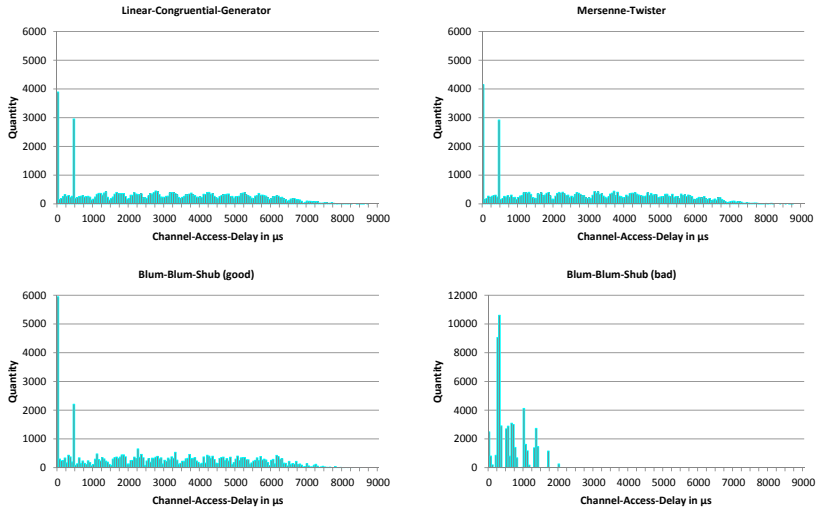 Linear-Congruential-Generator
6000
5000
4000
3000
2000
1000
0
Quantity
0 1000 2000 3000 4000 5000 6000 7000 8000 9000
Channel-Access-Delay in µs
Mersenne-Twister
6000
5000
4000
3000
2000
1000
0
Quantity
0 1000 2000 3000 4000 5000 6000 7000 8000 9000
Channel-Access-Delay in µs
Blum-Blum-Shub (good)
6000
5000
4000
3000
2000
1000
0
Quantity
0 1000 2000 3000 4000 5000 6000 7000 8000 9000
Channel-Access-Delay in µs
Blum-Blum-Shub (bad)
12000
10000
8000
6000
4000
2000
0
Quantity
0 1000 2000 3000 4000 5000 6000 7000 8000 9000
Channel-Access-Delay in µs